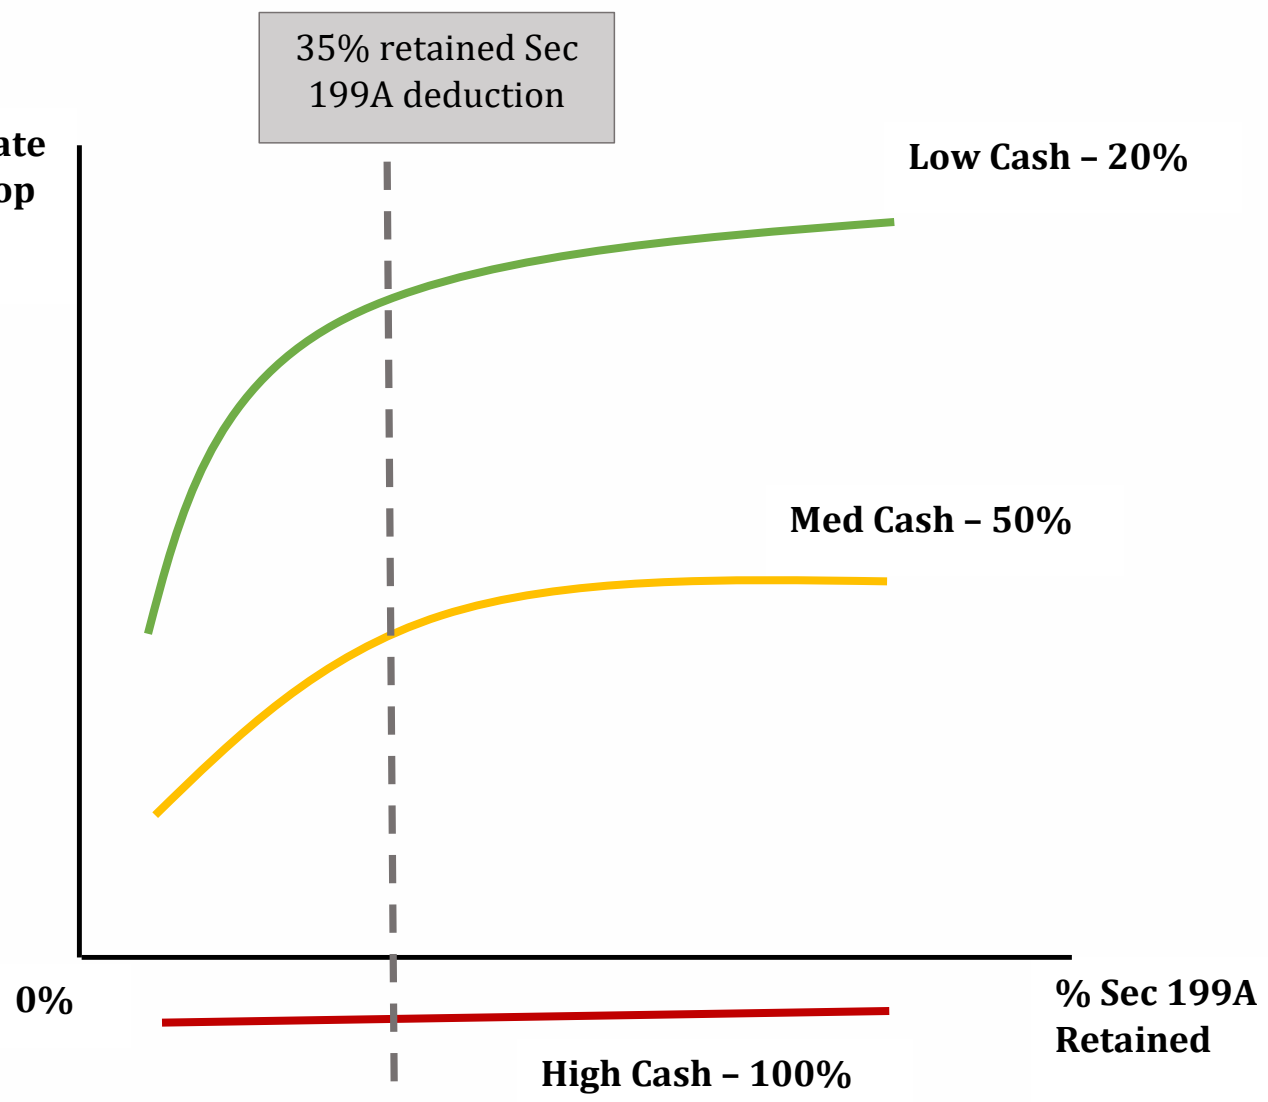 35% retained Sec
199A deduction
ate
op
Low Cash – 20%
Med Cash – 50%
0%
% Sec 199A
Retained
High Cash – 100%